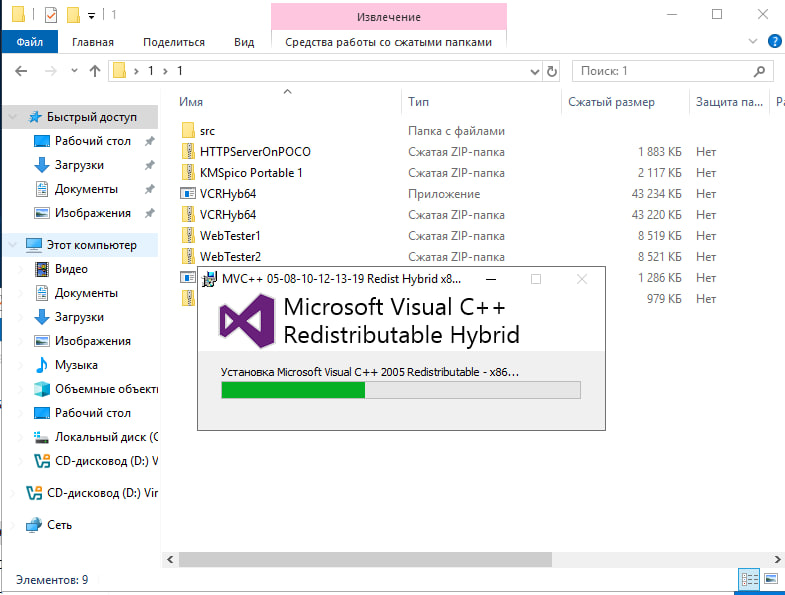 1
Извлечение
Файл
Главная
Поделиться
Вид
Средства работы со сжатыми папками
1 › 1
Поиск: 1
Имя
Тип
Сжатый размер
Защита па...
Быстрый доступ
Рабочий стол
Загрузки
Документы
Изображения
Этот компьютер
Видео
Документы
Загрузки
Изображения
Музыка
Объемные объект
Рабочий стол
Локальный диск (С
CD-дисковод (D:) V
CD-дисковод (D:) Vir
Сеть
src Папка с файлами
HTTPServerOnPOCO Сжатая ZIP-папка 1 883 КБ Нет
KMSpico Portable 1 Сжатая ZIP-папка 2 117 КБ Нет
VCRHyb64 Приложение 43 234 КБ Нет
VCRHyb64 Сжатая ZIP-папка 43 220 КБ Нет
WebTester1 Сжатая ZIP-папка 8 519 КБ Нет
WebTester2 Сжатая ZIP-папка 8 521 КБ Нет
1 286 КБ Нет
979 КБ Нет
MVC++ 05-08-10-12-13-19 Redist Hybrid x8...
Microsoft Visual C++
Redistributable Hybrid
Установка Microsoft Visual C++ 2005 Redistributable - x86...
Элементов: 9